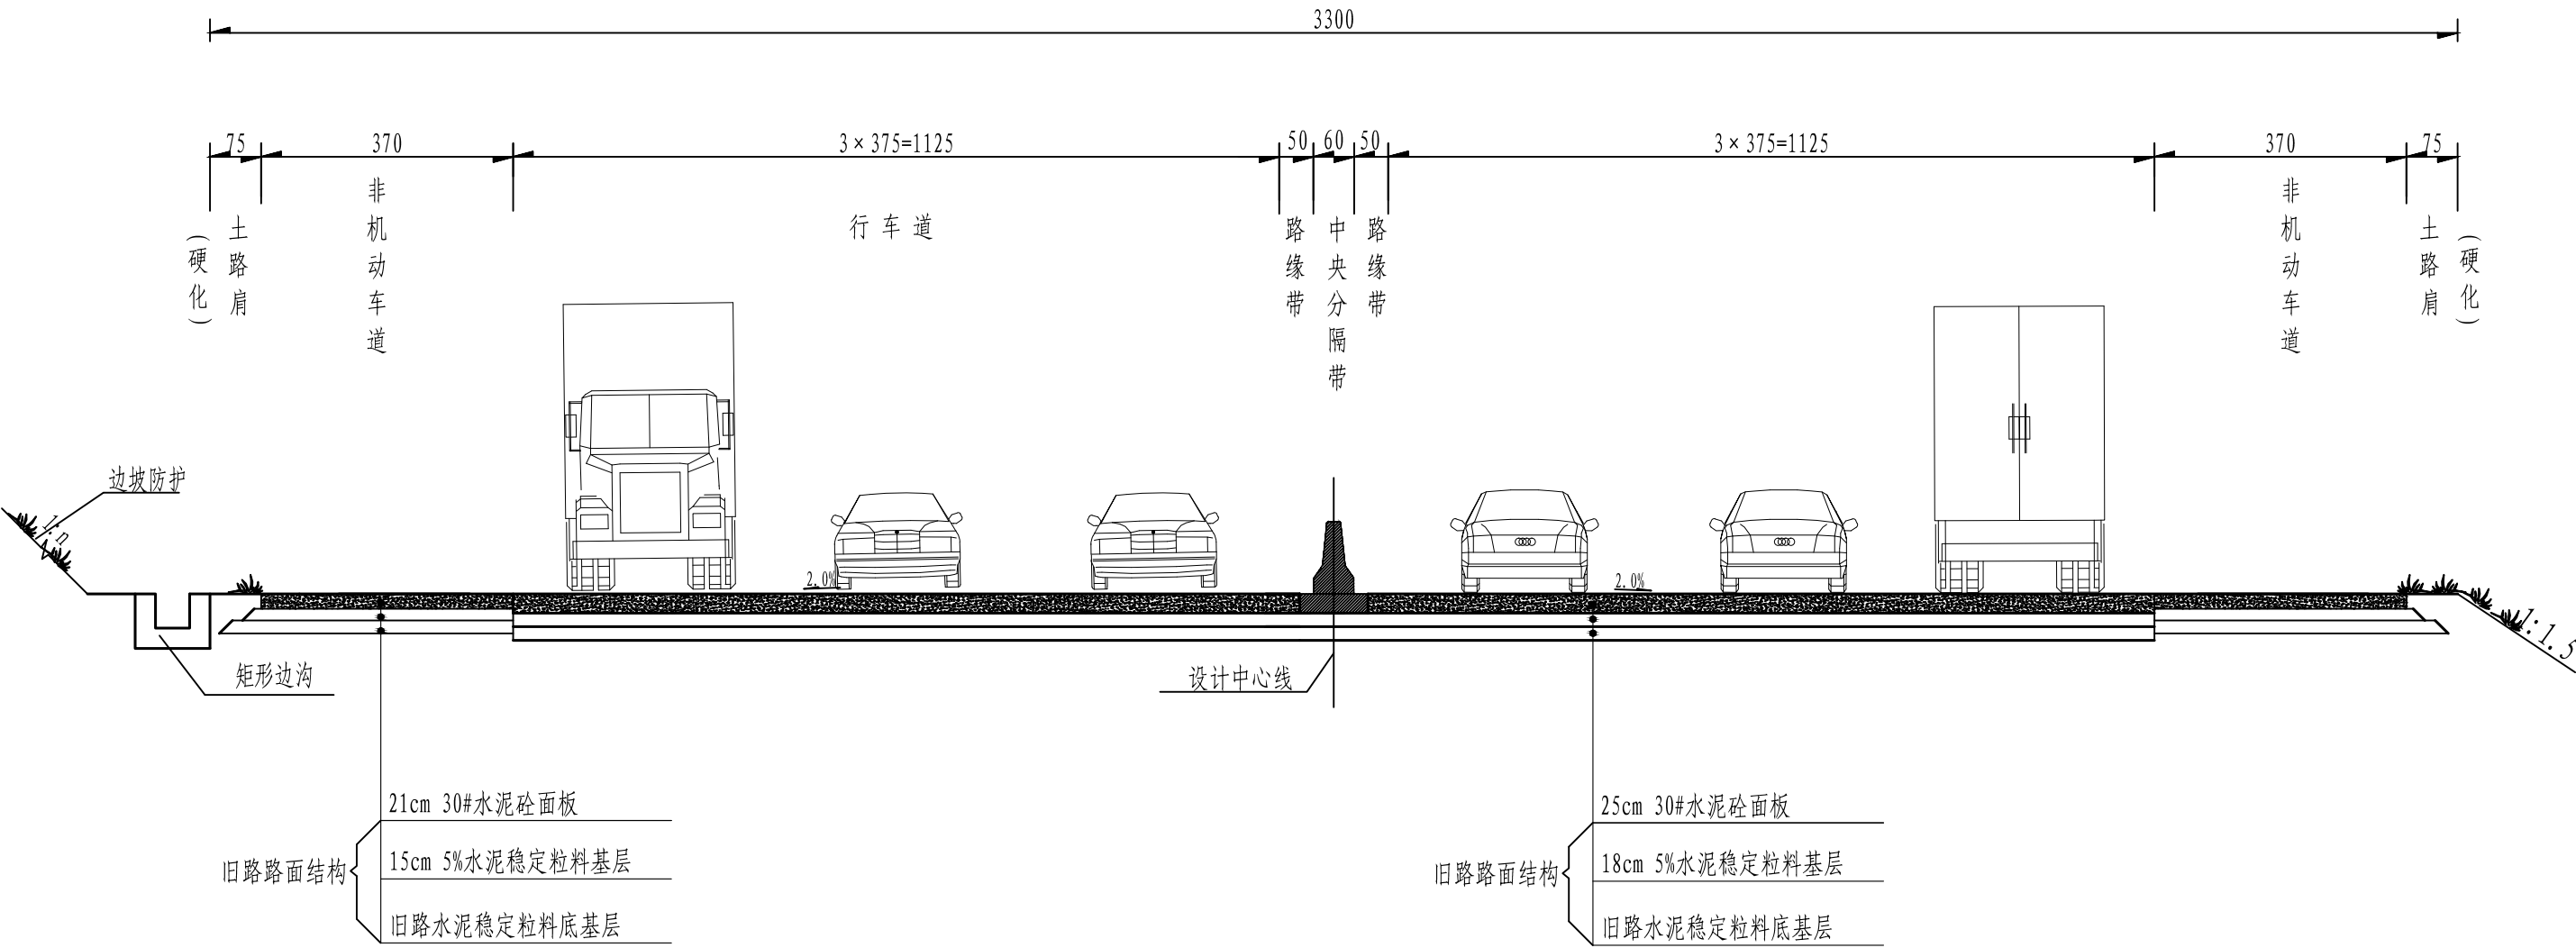 3300
75
370
3×375=1125
50
60
50
3×375=1125
370
75
(硬化)
土路肩
非机动车道
行车道
路缘带
中央分隔带
路缘带
非机动车道
土路肩
(硬化)
边坡防护
1:n
2.0%
2.0%
1:1.5
矩形边沟
设计中心线
旧路路面结构
21cm 30#水泥砼面板
15cm 5%水泥稳定粒料基层
旧路水泥稳定粒料底基层
旧路路面结构
25cm 30#水泥砼面板
18cm 5%水泥稳定粒料基层
旧路水泥稳定粒料底基层